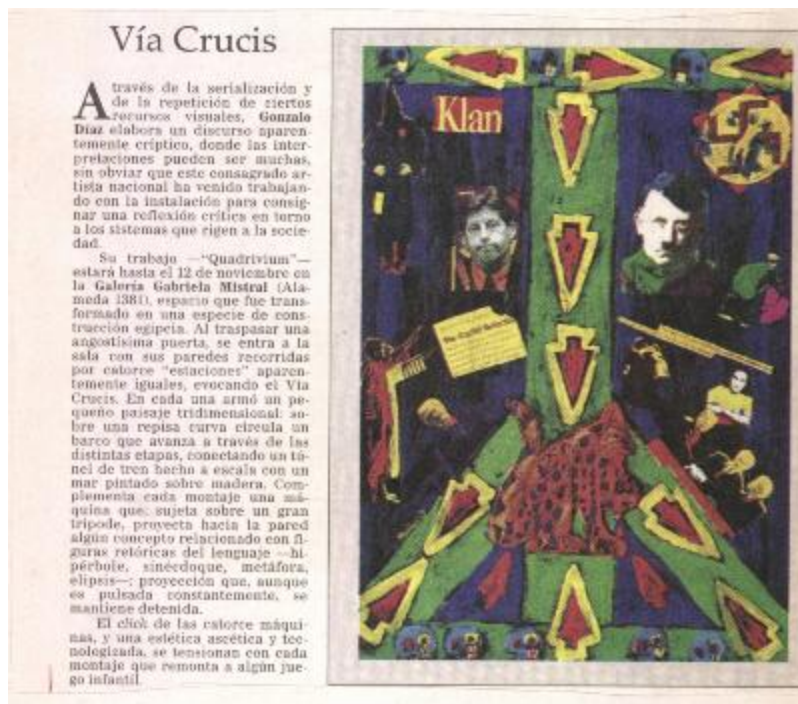 Vía Crucis
A través de la serialización y
de la repetición de ciertos
recursos visuales, Gonzalo
Díaz elabora un discurso aparen-
temente críptico, donde las inter-
pretaciones pueden ser muchas,
sin obviar que este consagrado ar-
tista nacional ha venido trabajan-
do con la instalación para consig-
nar una reflexión crítica en torno
a los sistemas que rigen a la socie-
dad.
Su trabajo —"Quadrivium"—
estará hasta el 12 de noviembre en
la Galería Gabriela Mistral (Ala-
meda 1381), espacio que fue trans-
formado en una especie de cons-
trucción egipcia. Al traspasar una
angostísima puerta, se entra a la
sala con sus paredes recorridas
por catorce "estaciones" aparen-
temente iguales, evocando el Vía
Crucis. En cada una armó un pe-
queño paisaje tridimensional: so-
bre una repisa curva circula un
barco que avanza a través de las
distintas etapas, conectando un tú-
nel de tren hecho a escala con un
mar pintado sobre madera. Com-
plementa cada montaje una má-
quina que, sujeta sobre un gran
trípode, proyecta hacia la pared
algún concepto relacionado con fi-
guras retóricas del lenguaje —hi-
pérbole, sinécdoque, metáfora,
elipsis—; proyección que, aunque
es pulsada constantemente, se
mantiene detenida.
El click de las catorce máqui-
nas, y una estética ascética y tec-
nologizada, se tensionan con cada
montaje que remonta a algún jue-
go infantil.
Klan